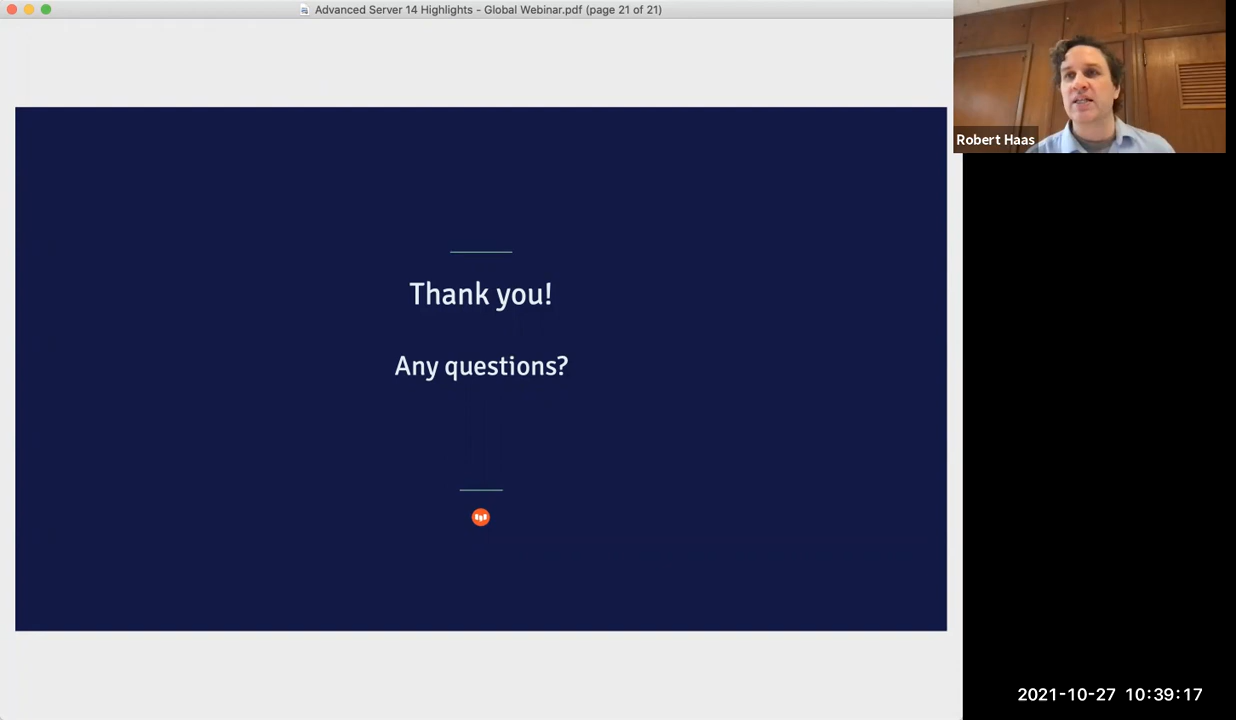 Advanced Server 14 Highlights - Global Webinar.pdf (page 21 of 21)
Robert Haas
Thank you!
Any questions?
2021-10-27 10:39:17